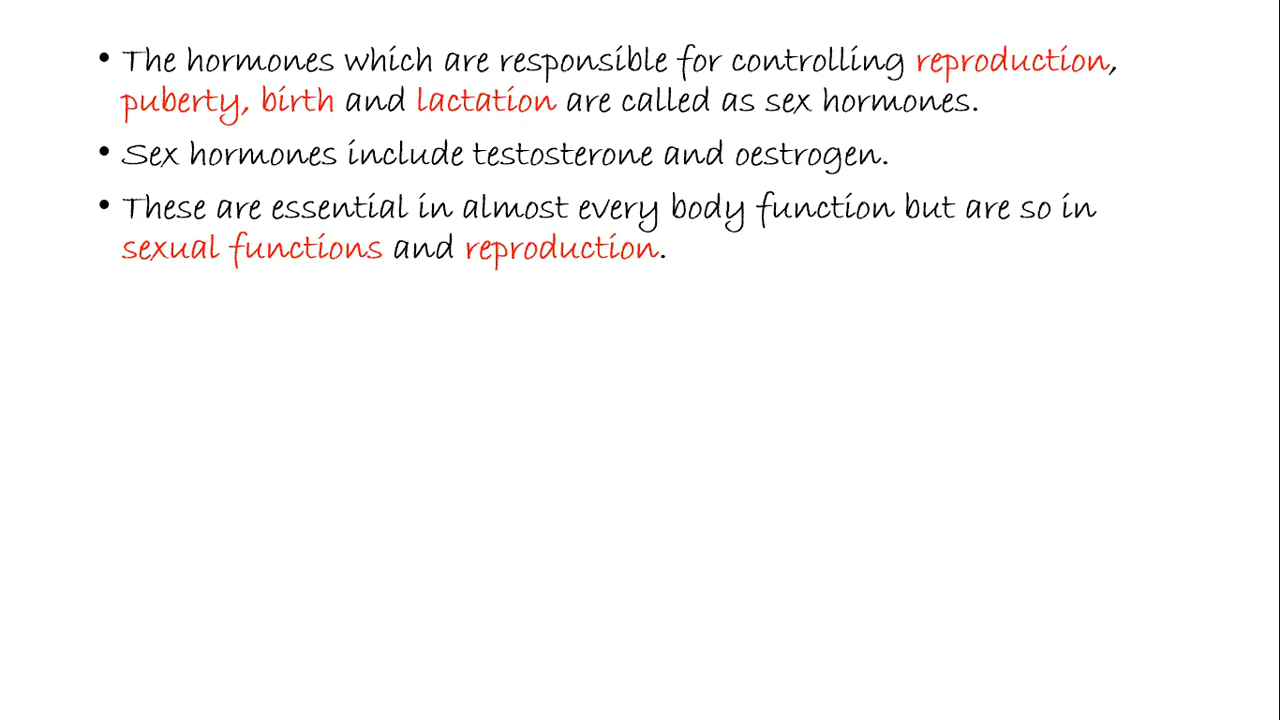 • The hormones which are responsible for controlling reproduction,
puberty, birth and lactation are called as sex hormones.
• Sex hormones include testosterone and oestrogen.
• These are essential in almost every body function but are so in
sexual functions and reproduction.